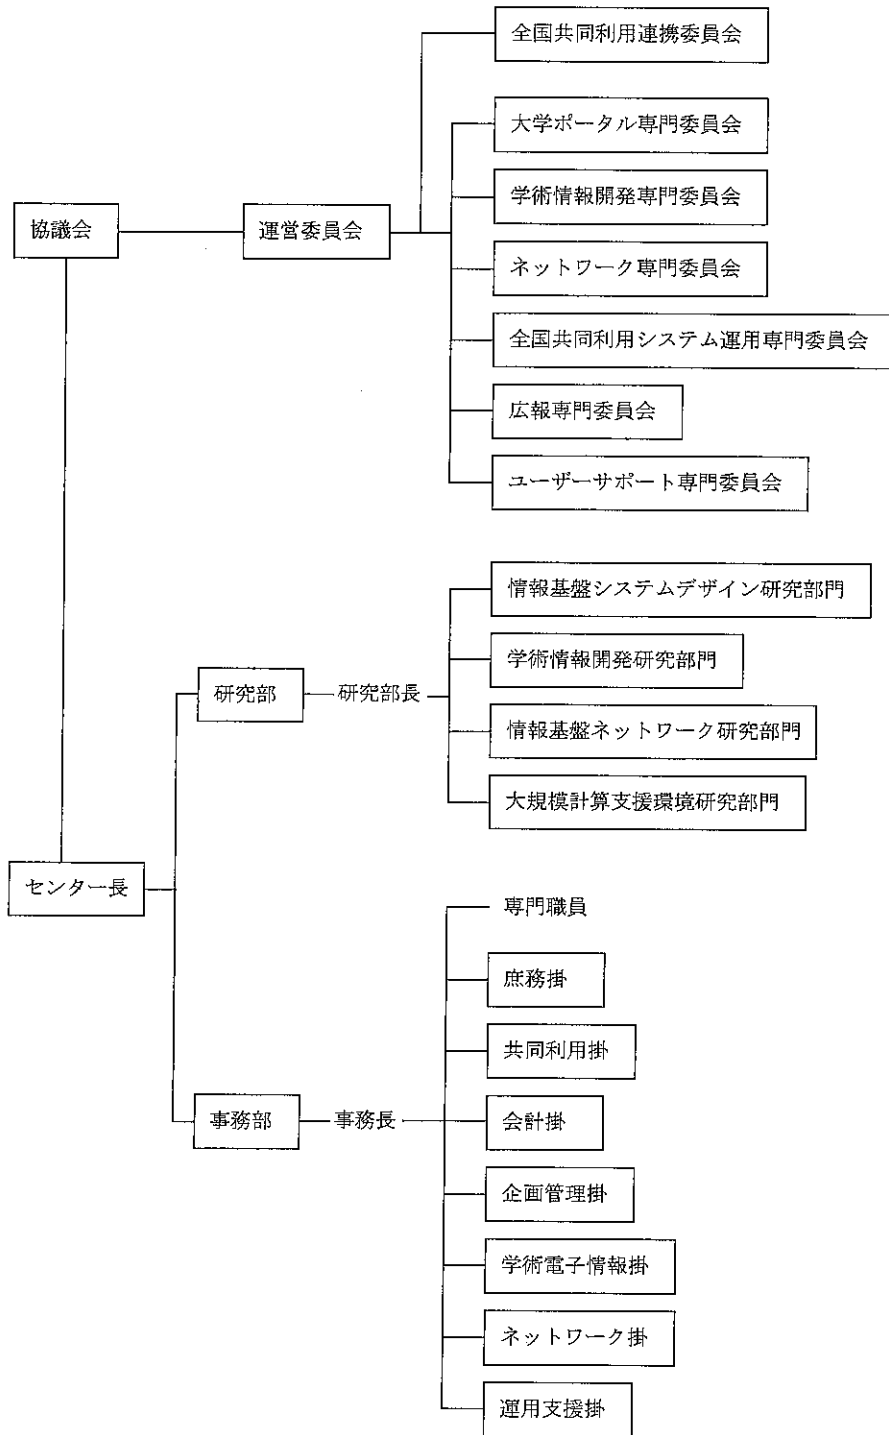 全国共同利用連携委員会
大学ポータル専門委員会
学術情報開発専門委員会
協議会
運営委員会
ネットワーク専門委員会
全国共同利用システム運用専門委員会
広報専門委員会
ユーザーサポート専門委員会
情報基盤システムデザイン研究部門
学術情報開発研究部門
研究部
研究部長
情報基盤ネットワーク研究部門
大規模計算支援環境研究部門
センター長
専門職員
庶務掛
共同利用掛
事務部
事務長
会計掛
企画管理掛
学術電子情報掛
ネットワーク掛
運用支援掛